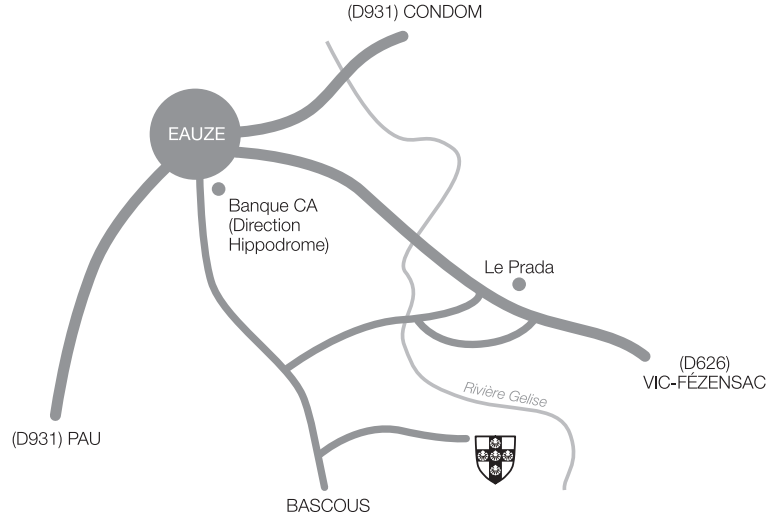 (D931) CONDOM
EAUZE
Banque CA
(Direction
Hippodrome)
Le Prada
(D626)
VIC-FÉZENSAC
Rivière Gelise
(D931) PAU
BASCOUS